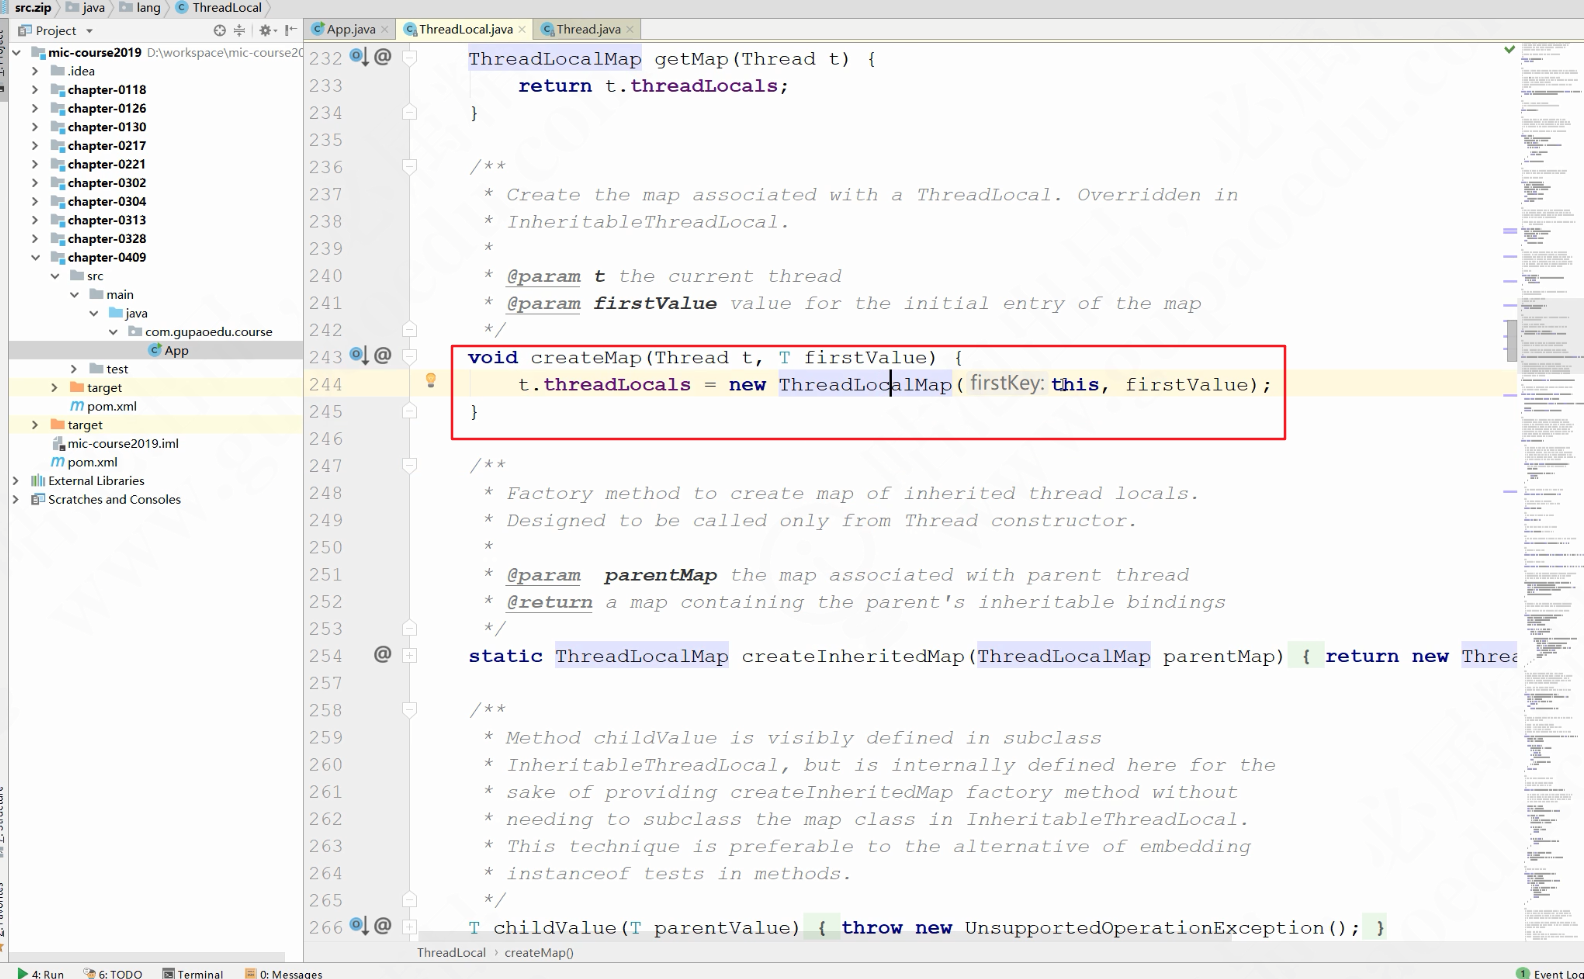 src.zip java lang ThreadLocal
Project
App.java ThreadLocal.java Thread.java
mic-course2019 D:\workspace\mic-course20
.idea
chapter-0118
chapter-0126
chapter-0130
chapter-0217
chapter-0221
chapter-0302
chapter-0304
chapter-0313
chapter-0328
chapter-0409
src
main
java
com.gupaoedu.course
App
test
target
pom.xml
target
mic-course2019.iml
pom.xml
External Libraries
Scratches and Consoles
232 @ ThreadLocalMap getMap(Thread t) {
233 return t.threadLocals;
234 }
235
236 /**
237 * Create the map associated with a ThreadLocal. Overridden in
238 * InheritableThreadLocal.
239 *
240 * @param t the current thread
241 * @param firstValue value for the initial entry of the map
242 */
243 @ void createMap(Thread t, T firstValue) {
244 t.threadLocals = new ThreadLocalMap( firstKey: this, firstValue);
245 }
246
247 /**
248 * Factory method to create map of inherited thread locals.
249 * Designed to be called only from Thread constructor.
250 *
251 * @param parentMap the map associated with parent thread
252 * @return a map containing the parent's inheritable bindings
253 */
254 @ static ThreadLocalMap createInheritedMap(ThreadLocalMap parentMap) { return new Threa
257
258 /**
259 * Method childValue is visibly defined in subclass
260 * InheritableThreadLocal, but is internally defined here for the
261 * sake of providing createInheritedMap factory method without
262 * needing to subclass the map class in InheritableThreadLocal.
263 * This technique is preferable to the alternative of embedding
264 * instanceof tests in methods.
265 */
266 @ T childValue(T parentValue) { throw new UnsupportedOperationException(); }
ThreadLocal › createMap()
4: Run 6: TODO Terminal 0: Messages 1 Event Log